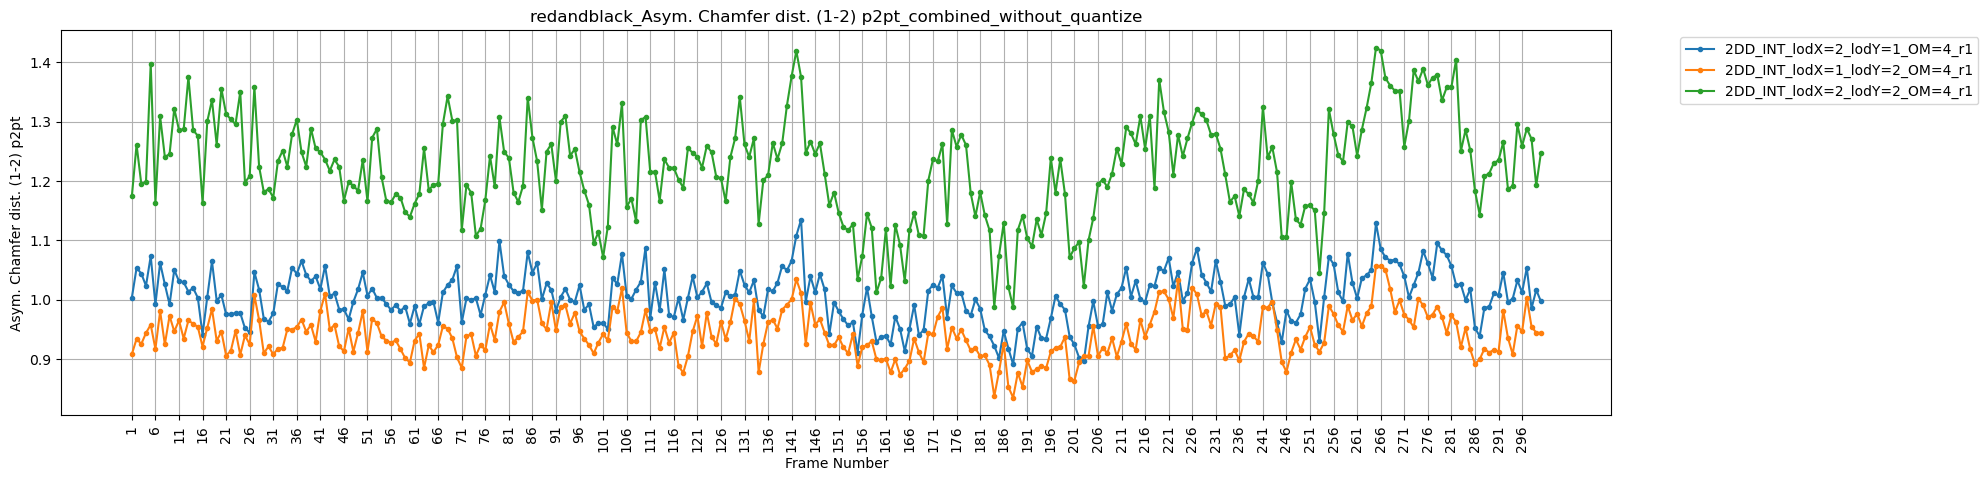 redandblack_Asym. Chamfer dist. (1-2) p2pt_combined_without_quantize
Asym. Chamfer dist. (1-2) p2pt
1.4
1.3
1.2
1.1
1.0
0.9
1 6 11 16 21 26 31 36 41 46 51 56 61 66 71 76 81 86 91 96 101 106 111 116 121 126 131 136 141 146 151 156 161 166 171 176 181 186 191 196 201 206 211 216 221 226 231 236 241 246 251 256 261 266 271 276 281 286 291 296
Frame Number
2DD_INT_lodX=2_lodY=1_OM=4_r1
2DD_INT_lodX=1_lodY=2_OM=4_r1
2DD_INT_lodX=2_lodY=2_OM=4_r1